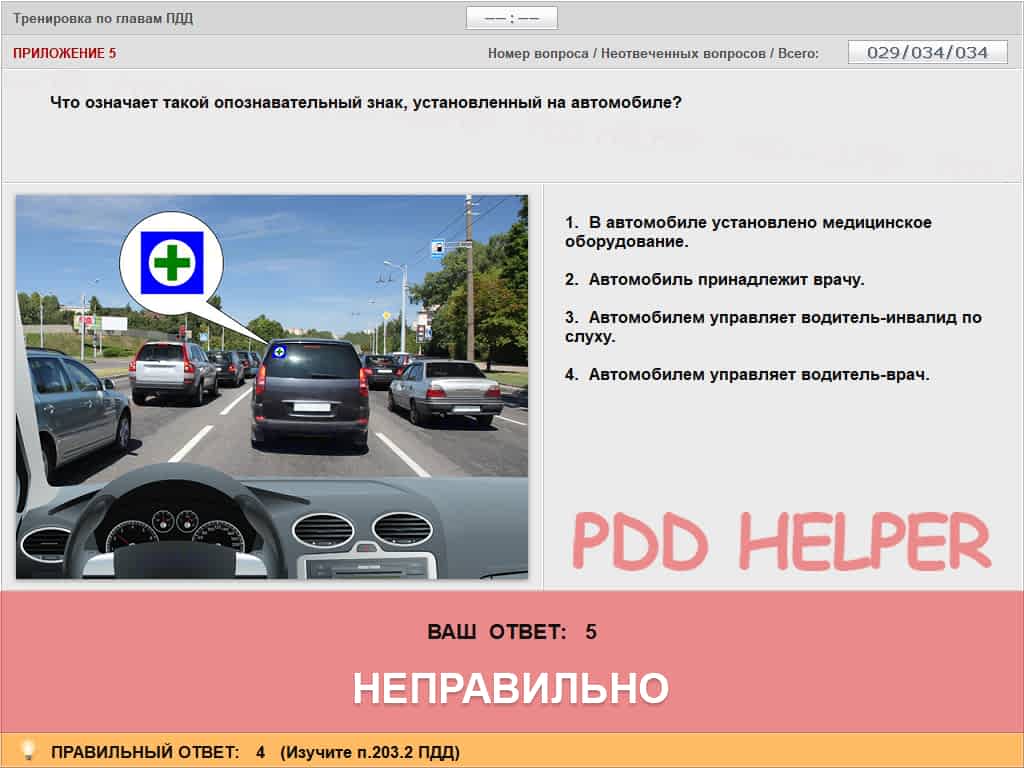 Тренировка по главам ПДД
—— : ——
ПРИЛОЖЕНИЕ 5
Номер вопроса / Неотвеченных вопросов / Всего:
029/034/034
Что означает такой опознавательный знак, установленный на автомобиле?
1. В автомобиле установлено медицинское
оборудование.
2. Автомобиль принадлежит врачу.
3. Автомобилем управляет водитель-инвалид по
слуху.
4. Автомобилем управляет водитель-врач.
PDD HELPER
ВАШ ОТВЕТ: 5
НЕПРАВИЛЬНО
ПРАВИЛЬНЫЙ ОТВЕТ: 4 (Изучите п.203.2 ПДД)